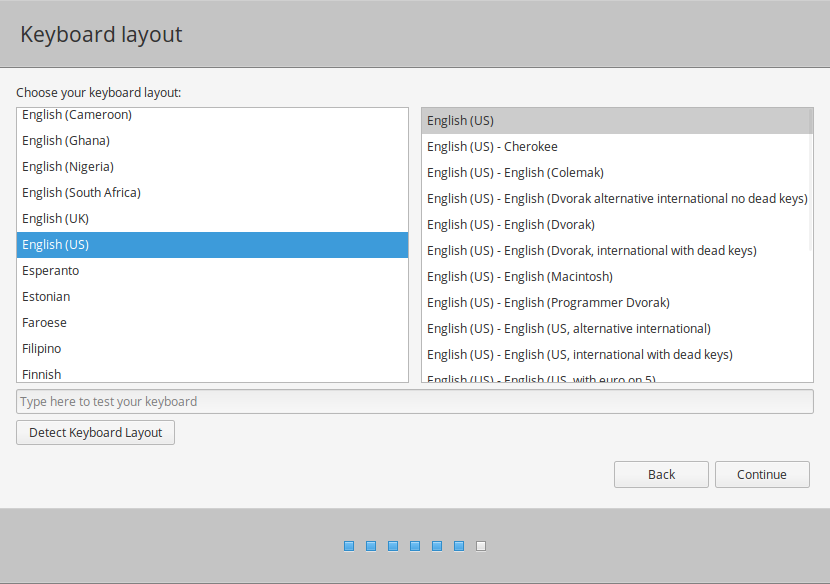 Keyboard layout
Choose your keyboard layout:
English (Cameroon)
English (Ghana)
English (Nigeria)
English (South Africa)
English (UK)
English (US)
Esperanto
Estonian
Faroese
Filipino
Finnish
English (US)
English (US) - Cherokee
English (US) - English (Colemak)
English (US) - English (Dvorak alternative international no dead keys)
English (US) - English (Dvorak)
English (US) - English (Dvorak, international with dead keys)
English (US) - English (Macintosh)
English (US) - English (Programmer Dvorak)
English (US) - English (US, alternative international)
English (US) - English (US, international with dead keys)
English (US) - English (US, with euro on 5)
Type here to test your keyboard
Detect Keyboard Layout
Back
Continue